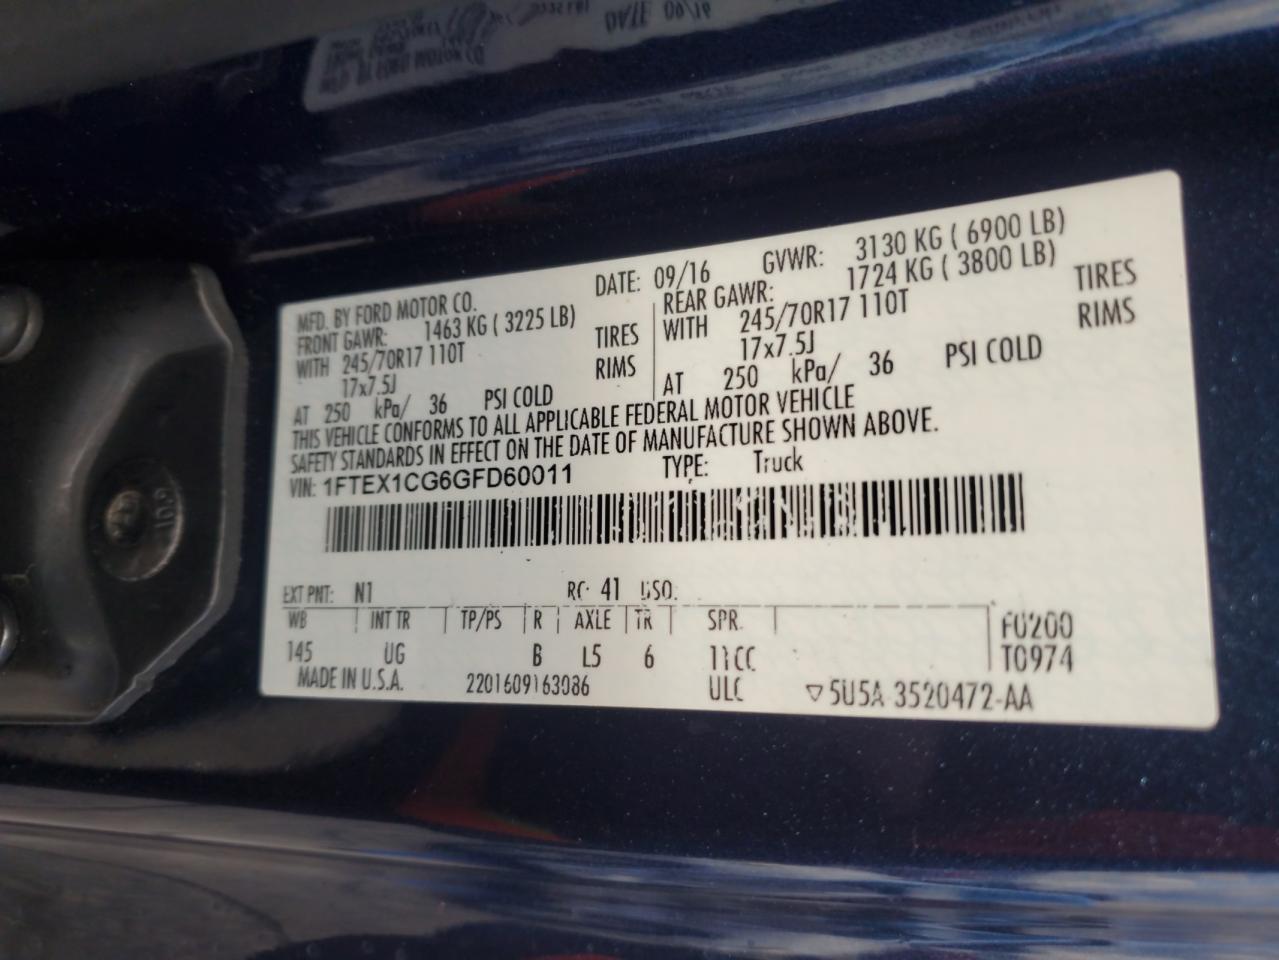 MFD. BY FORD MOTOR CO.
DATE: 09/16
GVWR: 3130 KG ( 6900 LB)
FRONT GAWR: 1463 KG ( 3225 LB)
REAR GAWR: 1724 KG ( 3800 LB)
WITH 245/70R17 110T TIRES
WITH 245/70R17 110T TIRES
17x7.5J RIMS
17x7.5J RIMS
AT 250 kPa/ 36 PSI COLD
AT 250 kPa/ 36 PSI COLD
THIS VEHICLE CONFORMS TO ALL APPLICABLE FEDERAL MOTOR VEHICLE
SAFETY STANDARDS IN EFFECT ON THE DATE OF MANUFACTURE SHOWN ABOVE.
VIN: 1FTEX1CG6GFD60011
TYPE: Truck
EXT PNT: N1 RC: 41 DSO:
WB INT TR TP/PS R AXLE TR SPR
145 UG B L5 6 11CC
F0200
T0974
MADE IN U.S.A. 2201609163086 ULC ▽5U5A-3520472-AA